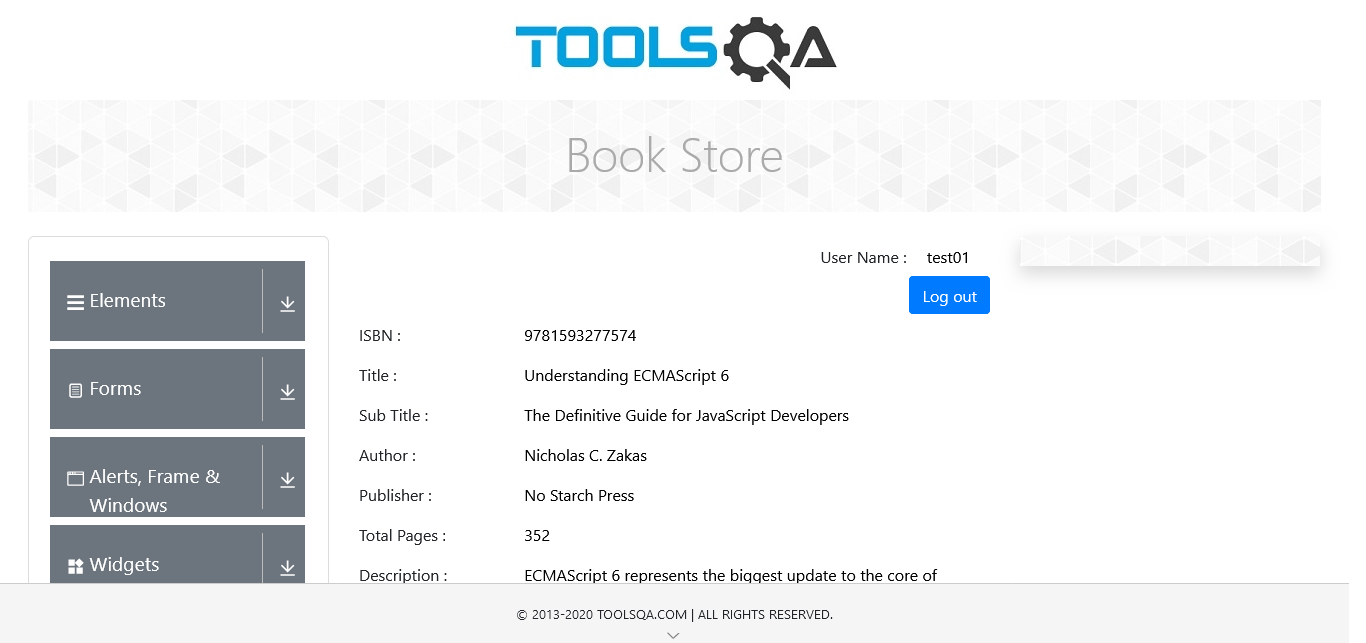 TOOLSQA
Book Store
Elements
Forms
Alerts, Frame &
Windows
Widgets
User Name : test01
Log out
ISBN : 9781593277574
Title : Understanding ECMAScript 6
Sub Title : The Definitive Guide for JavaScript Developers
Author : Nicholas C. Zakas
Publisher : No Starch Press
Total Pages : 352
Description : ECMAScript 6 represents the biggest update to the core of
© 2013-2020 TOOLSQA.COM | ALL RIGHTS RESERVED.